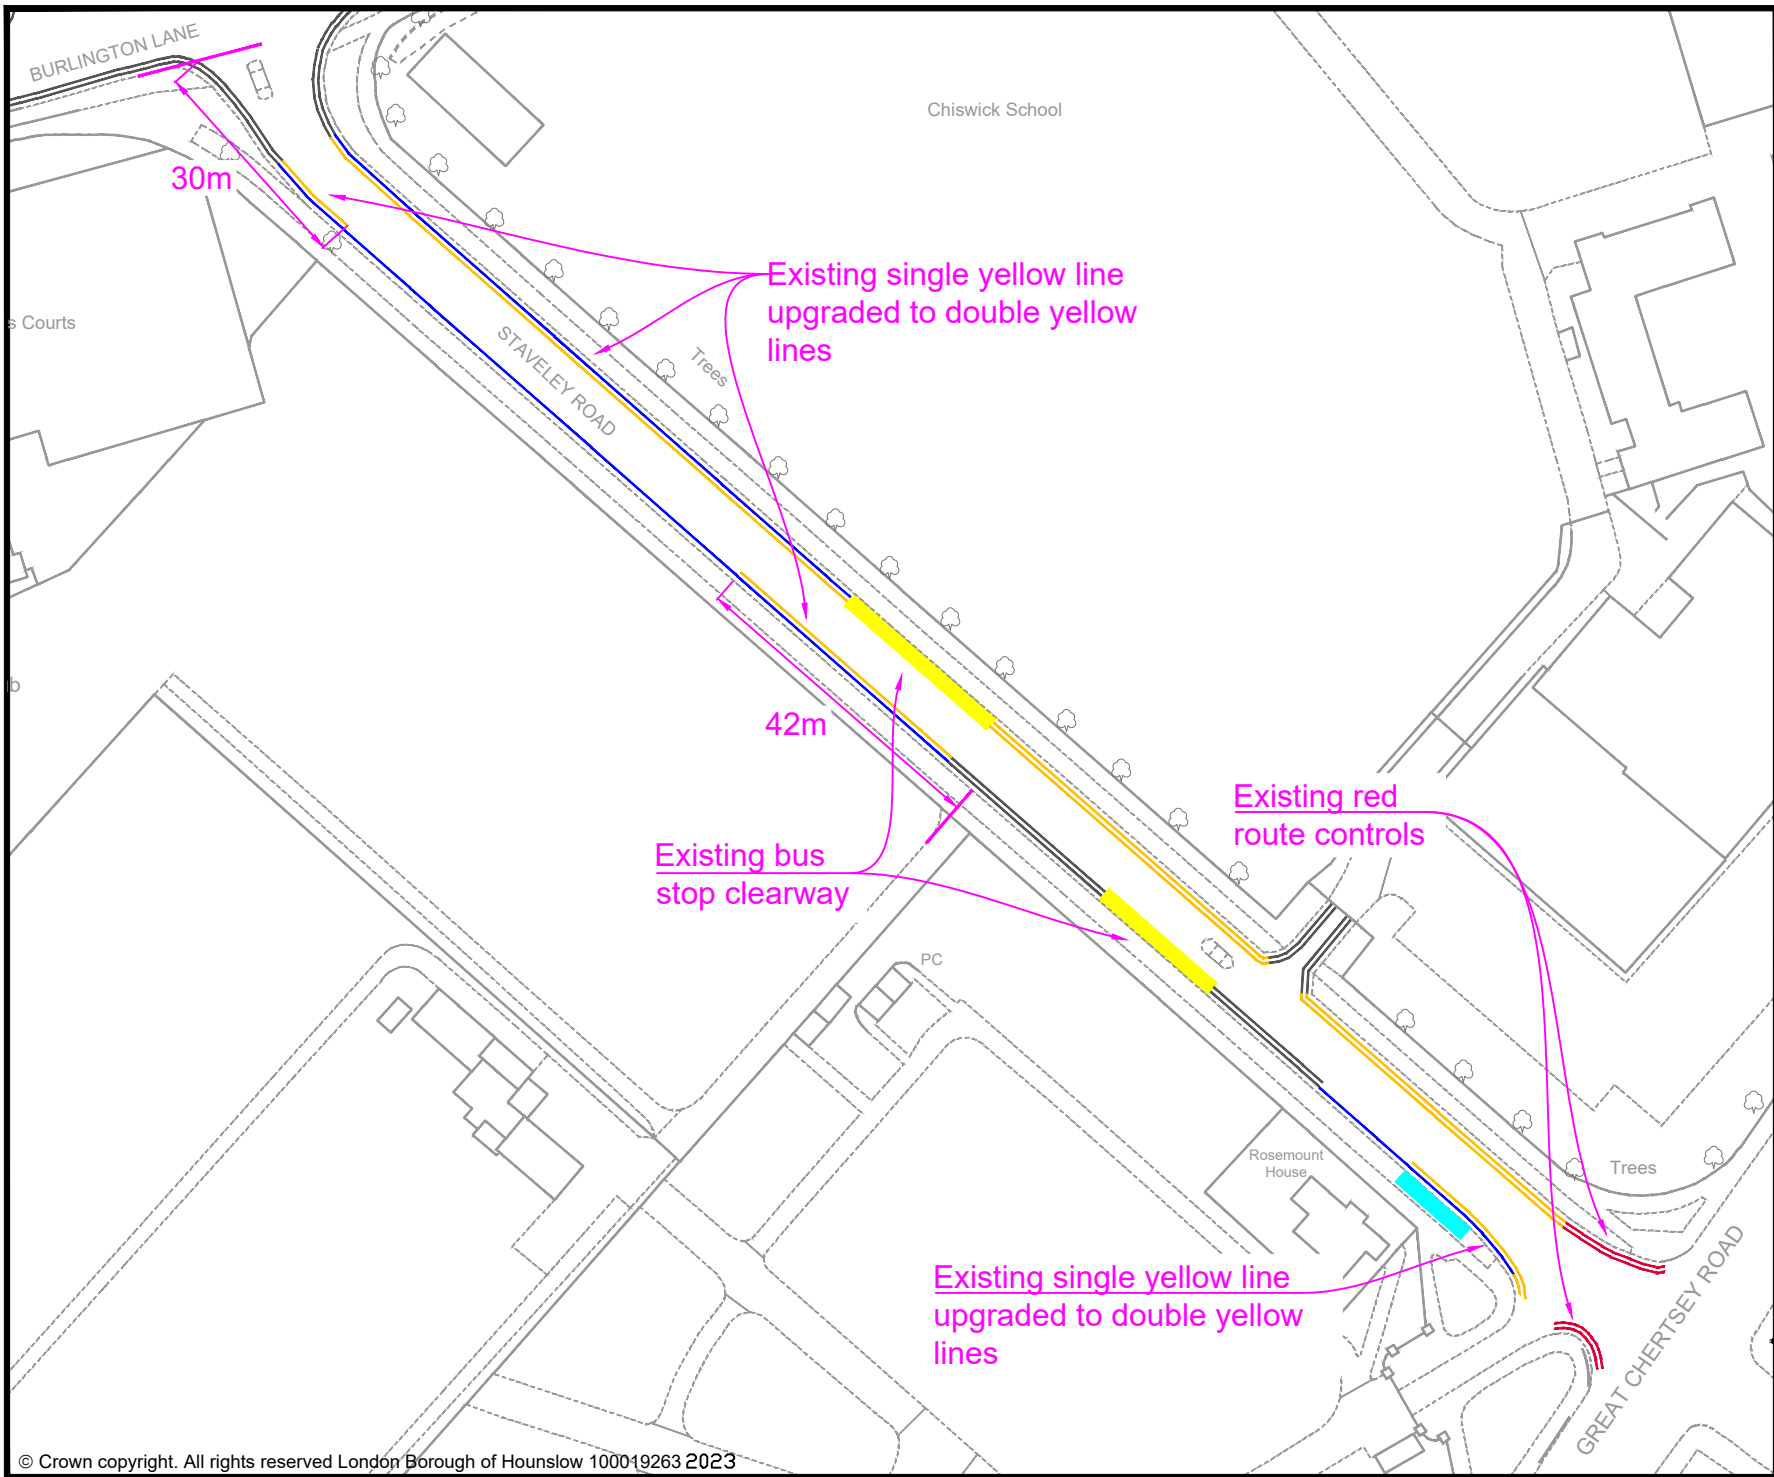 BURLINGTON LANE
Chiswick School
30m
Existing single yellow line
upgraded to double yellow
lines
s Courts
STAVELEY ROAD
Trees
b
42m
Existing red
route controls
Existing bus
stop clearway
PC
Rosemount
House
Trees
Existing single yellow line
upgraded to double yellow
lines
GREAT CHERTSEY ROAD
© Crown copyright. All rights reserved London Borough of Hounslow 100019263 2023